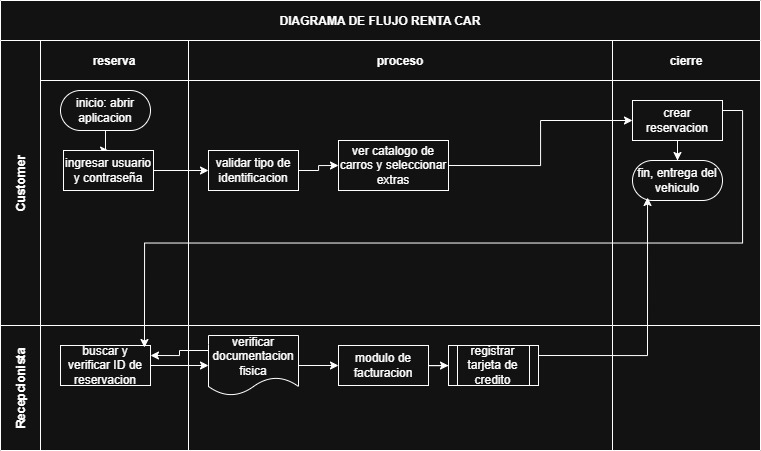 DIAGRAMA DE FLUJO RENTA CAR
reserva
proceso
cierre
Customer
inicio: abrir
aplicacion
ingresar usuario
y contraseña
validar tipo de
identificacion
ver catalogo de
carros y seleccionar
extras
crear
reservacion
fin, entrega del
vehiculo
Recepcionista
buscar y
verificar ID de
reservacion
verificar
documentacion
fisica
modulo de
facturacion
registrar
tarjeta de
credito